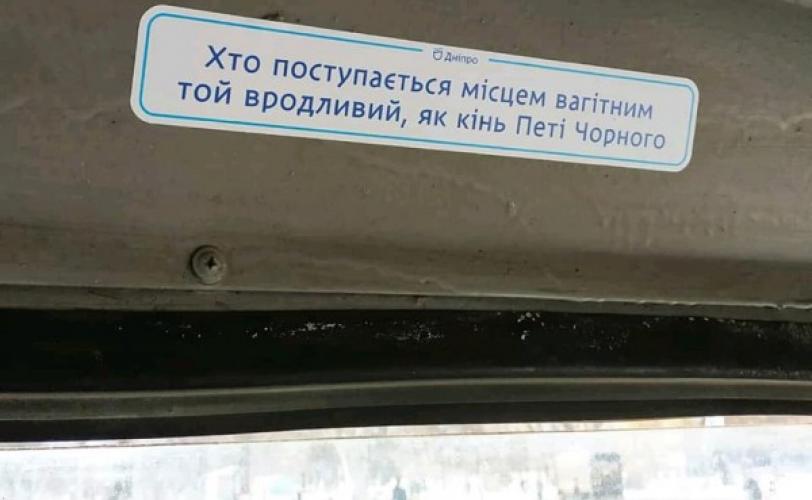 Дніпро
Хто поступається місцем вагітним
той вродливий, як кінь Петі Чорного